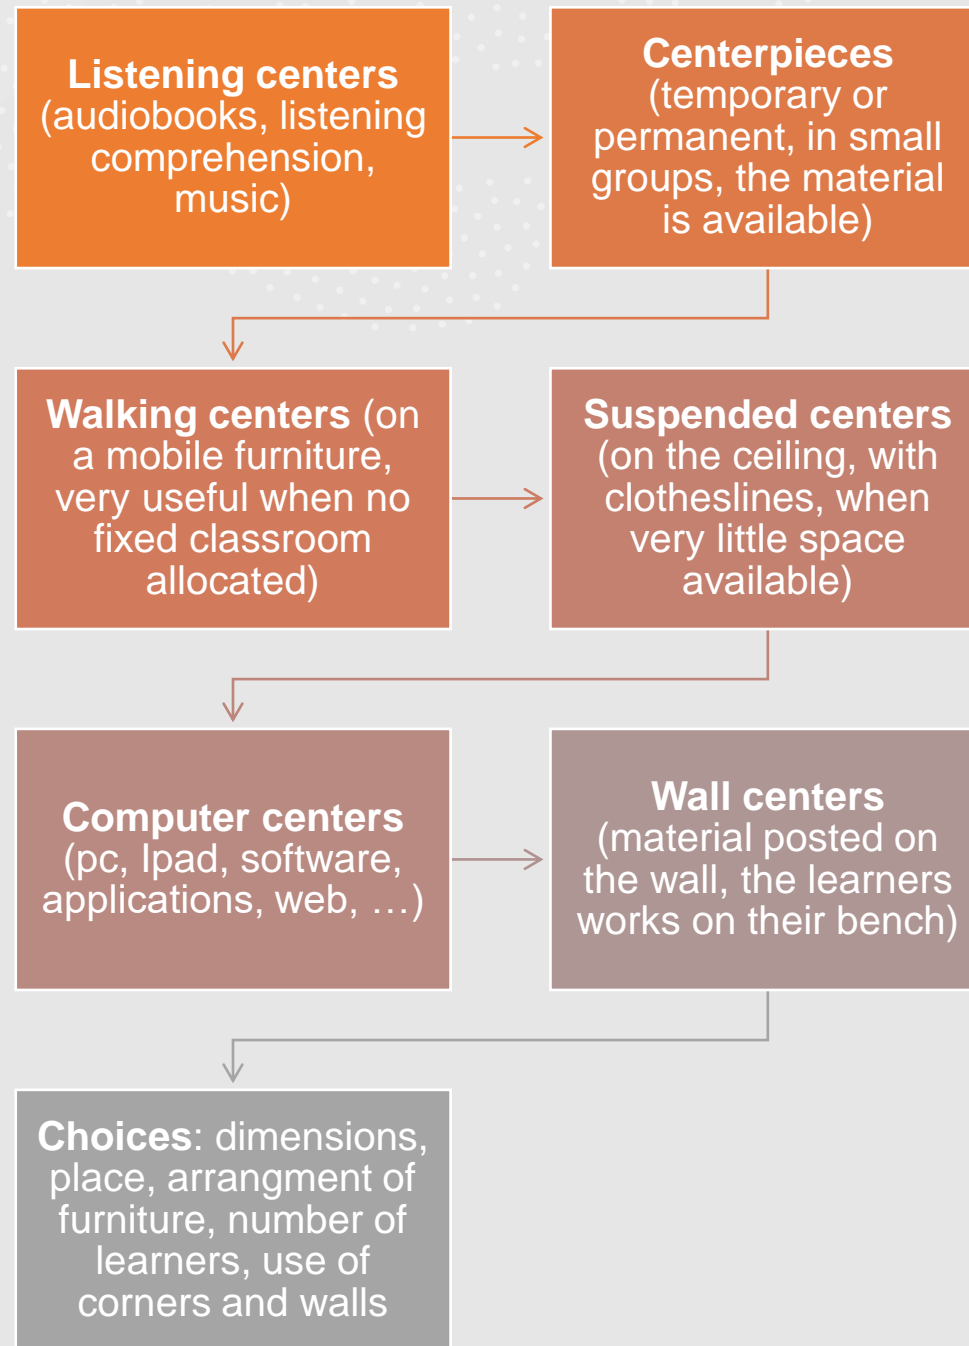 Listening centers
(audiobooks, listening
comprehension,
music)
Centerpieces
(temporary or
permanent, in small
groups, the material
is available)
Walking centers (on
a mobile furniture,
very useful when no
fixed classroom
allocated)
Suspended centers
(on the ceiling, with
clotheslines, when
very little space
available)
Computer centers
(pc, Ipad, software,
applications, web, …)
Wall centers
(material posted on
the wall, the learners
works on their bench)
Choices: dimensions,
place, arrangment of
furniture, number of
learners, use of
corners and walls